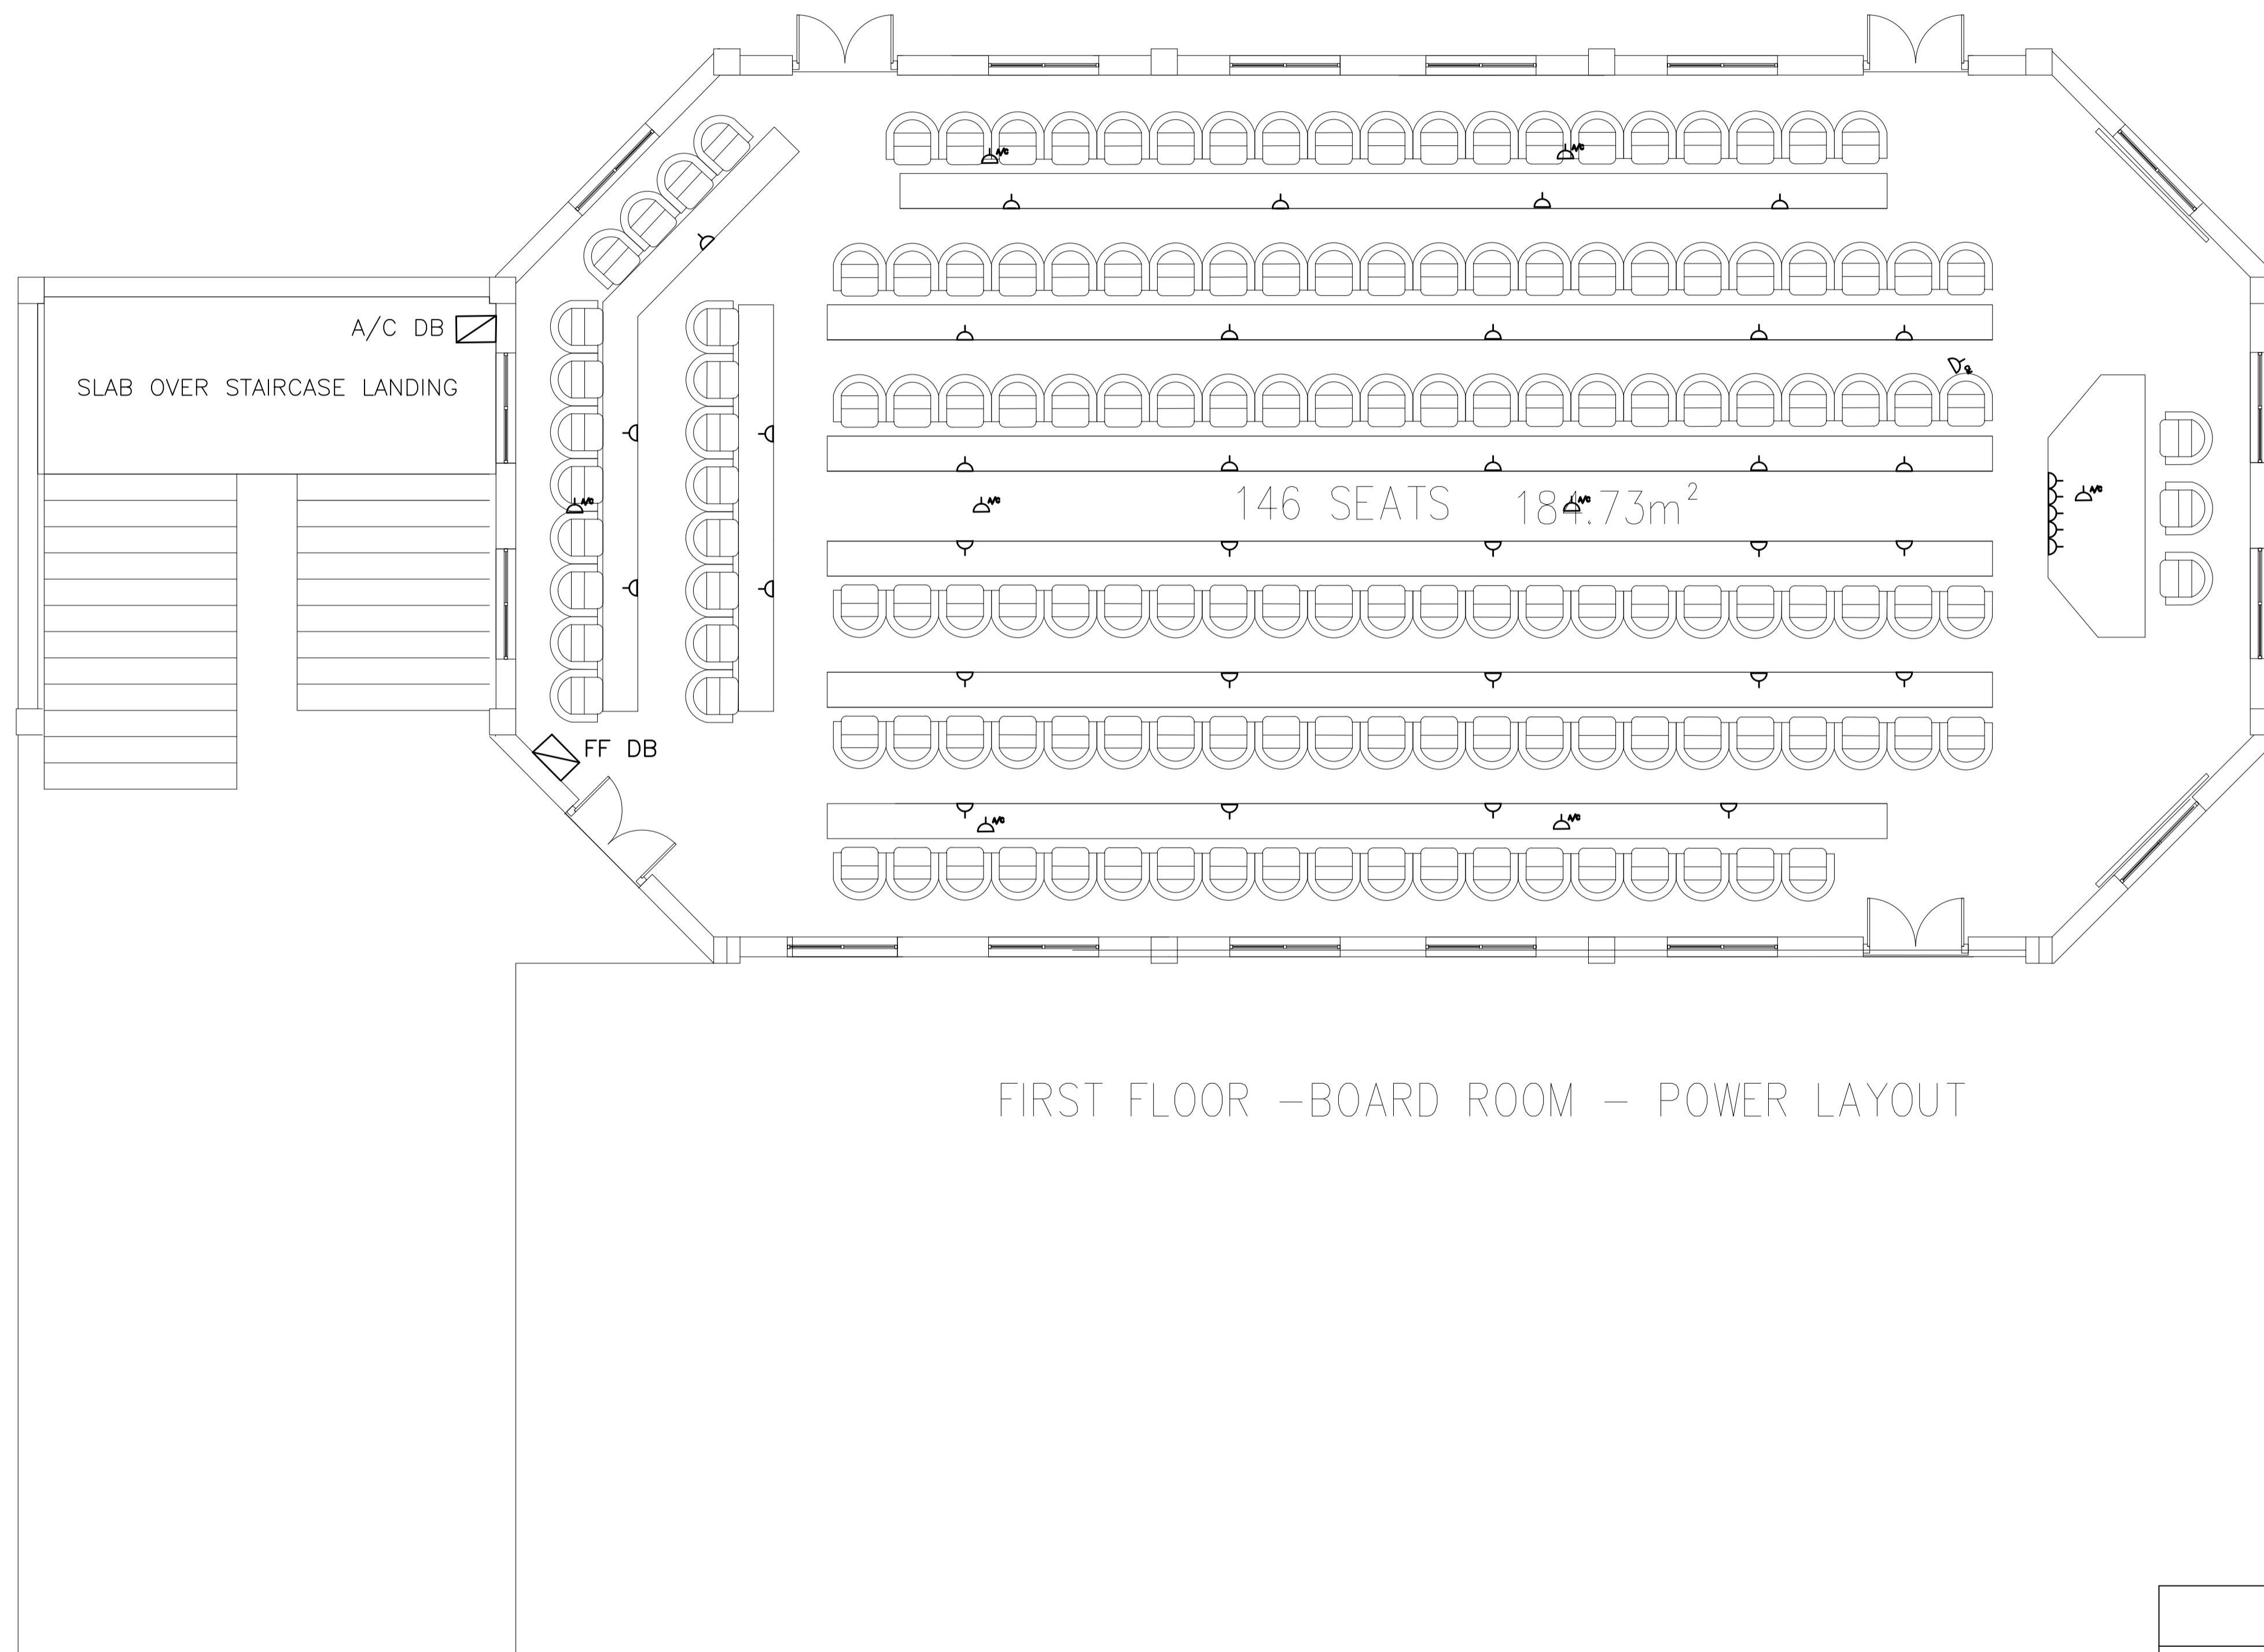 A/C
A/C
A/C DB
SLAB OVER STAIRCASE LANDING
A/C
A/C
146 SEATS
184.73m²
A/C
A/C
FF DB
A/C
A/C
FIRST FLOOR -BOARD ROOM - POWER LAYOUT